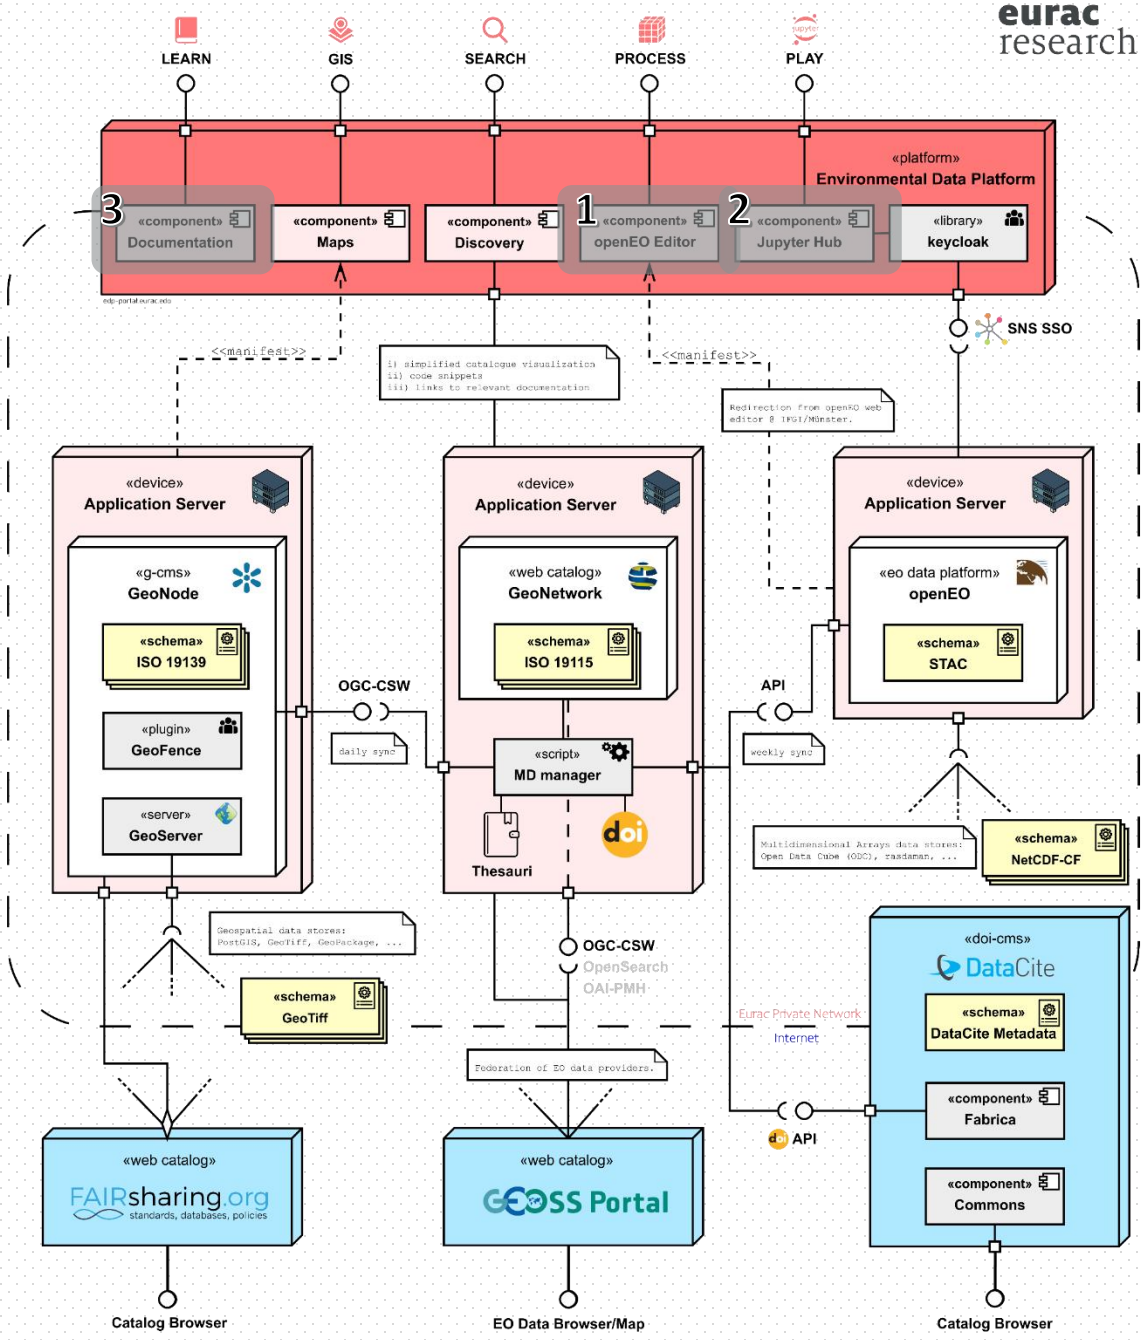 eurac
research
LEARN
GIS
SEARCH
PROCESS
jupyter
PLAY
«platform»
Environmental Data Platform
3
«component»
Documentation
«component»
Maps
«component»
Discovery
1
«component»
openEO Editor
2
«component»
Jupyter Hub
«library»
keycloak
edp-portal.eurac.edu
SNS SSO
<<manifest>>
i) simplified catalogue visualization
ii) code snippets
iii) links to relevant documentation
<<manifest>>
Redirection from openEO web
editor @ IFGI/Münster.
«device»
Application Server
«device»
Application Server
«device»
Application Server
«g-cms»
GeoNode
«web catalog»
GeoNetwork
«eo data platform»
openEO
«schema»
ISO 19139
«schema»
ISO 19115
«schema»
STAC
OGC-CSW
API
«plugin»
GeoFence
daily sync
«script»
MD manager
weekly sync
«server»
GeoServer
Thesauri
doi
Multidimensional Arrays data stores:
Open Data Cube (ODC), rasdaman, ...
«schema»
NetCDF-CF
Geospatial data stores:
PostGIS, GeoTiff, GeoPackage, ...
OGC-CSW
OpenSearch
OAI-PMH
«doi-cms»
DataCite
«schema»
GeoTiff
Eurac Private Network
Internet
«schema»
DataCite Metadata
Federation of EO data providers.
«component»
Fabrica
doi API
«web catalog»
FAIRsharing.org
standards, databases, policies
«web catalog»
GEOSS Portal
«component»
Commons
Catalog Browser
EO Data Browser/Map
Catalog Browser